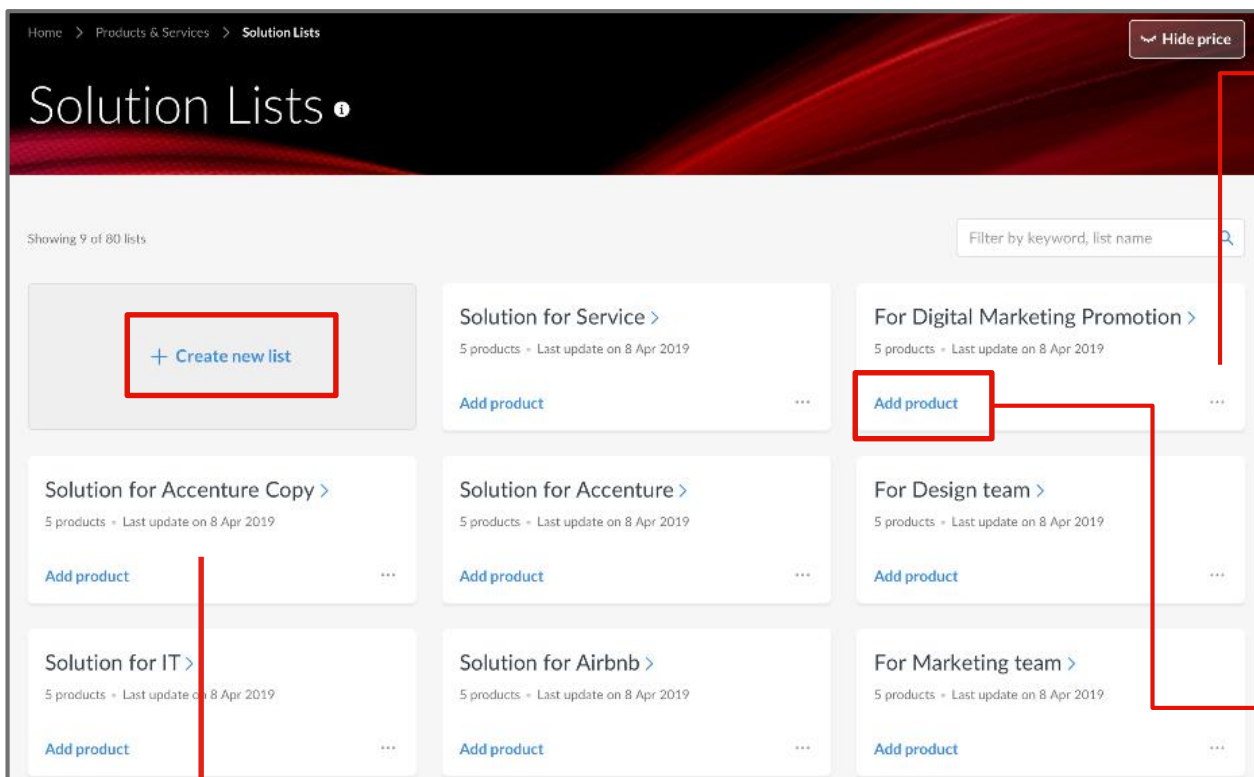 Home > Products & Services > Solution Lists
Hide price
Solution Lists
Showing 9 of 80 lists
Filter by keyword, list name
+ Create new list
Solution for Service >
5 products • Last update on 8 Apr 2019
Add product ...
For Digital Marketing Promotion >
5 products • Last update on 8 Apr 2019
Add product ...
Solution for Accenture Copy >
5 products • Last update on 8 Apr 2019
Add product ...
Solution for Accenture >
5 products • Last update on 8 Apr 2019
Add product ...
For Design team >
5 products • Last update on 8 Apr 2019
Add product ...
Solution for IT >
5 products • Last update on 8 Apr 2019
Add product ...
Solution for Airbnb >
5 products • Last update on 8 Apr 2019
Add product ...
For Marketing team >
5 products • Last update on 8 Apr 2019
Add product ...